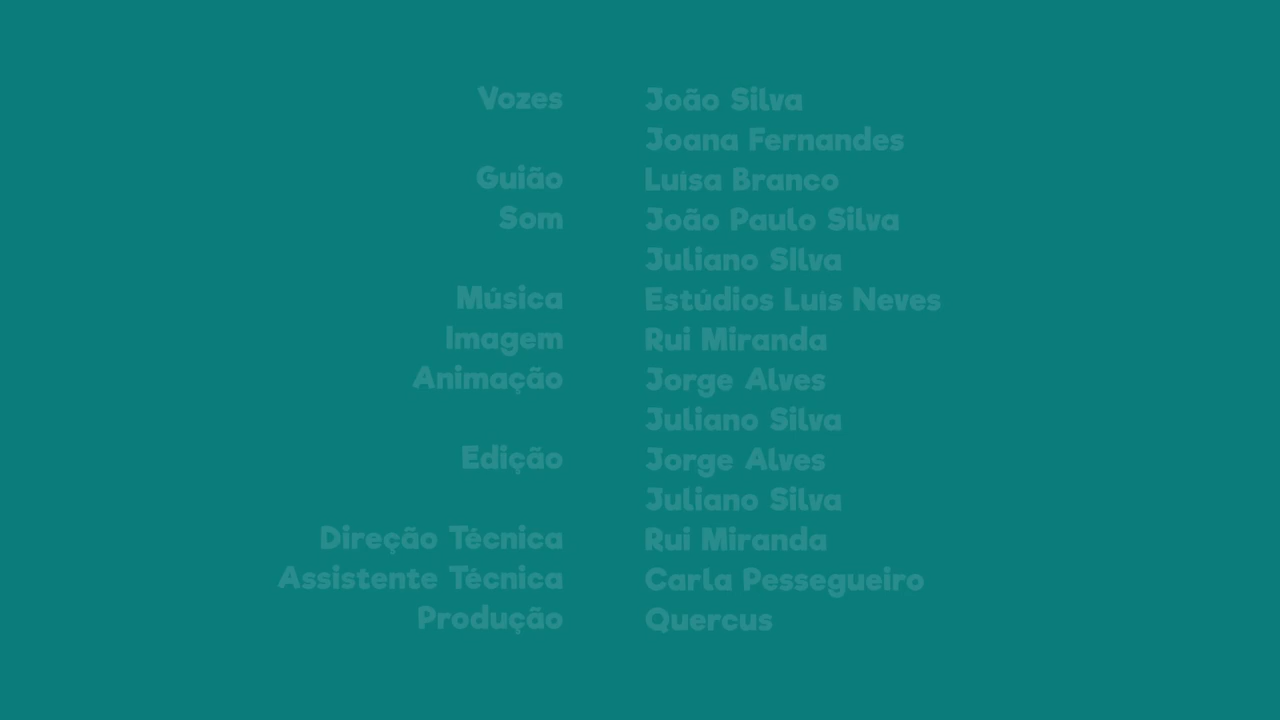 Vozes João Silva
Joana Fernandes
Guião Luísa Branco
Som João Paulo Silva
Juliano Silva
Música Estúdios Luís Neves
Imagem Rui Miranda
Animação Jorge Alves
Juliano Silva
Edição Jorge Alves
Juliano Silva
Direção Técnica Rui Miranda
Assistente Técnica Carla Pessegueiro
Produção Quercus